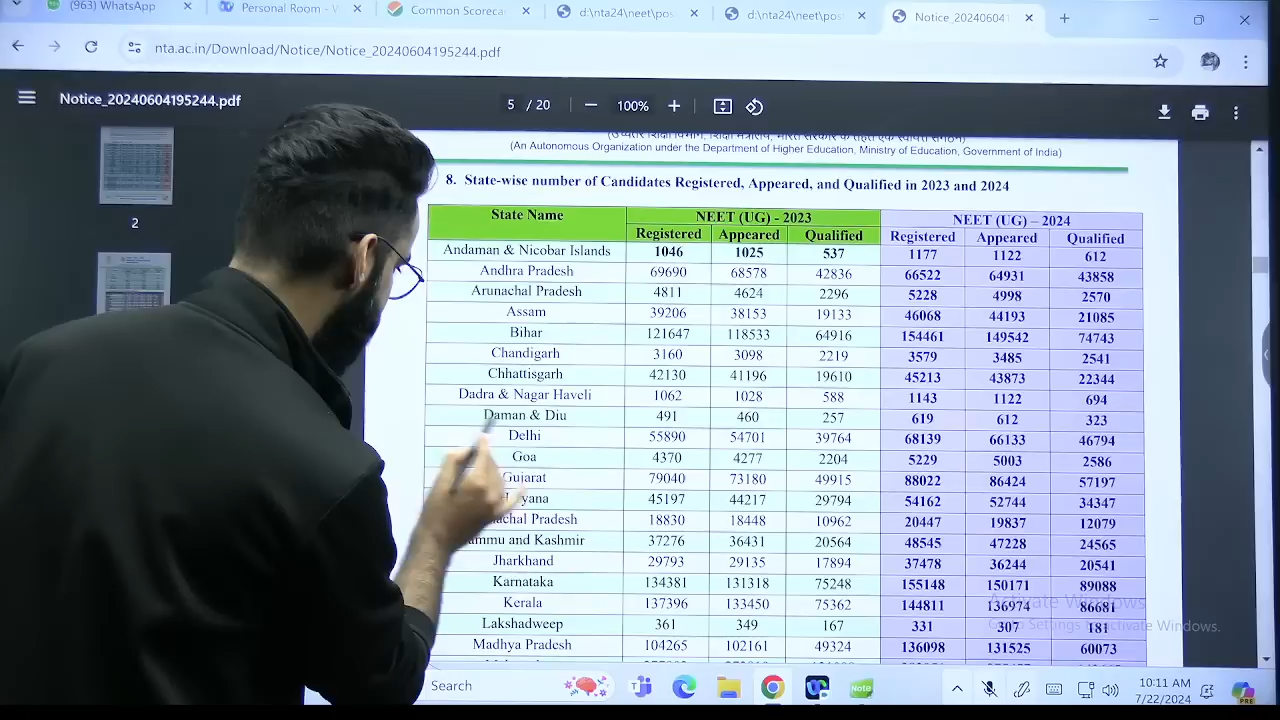 (963) WhatsApp
Personal Room - V
Common Scoreca
d:\nta24\neet\pos
d:\nta24\neet\pos
Notice_20240604
nta.ac.in/Download/Notice/Notice_20240604195244.pdf
Notice_20240604195244.pdf
5 / 20
100%
2
(An Autonomous Organization under the Department of Higher Education, Ministry of Education, Government of India)
8. State-wise number of Candidates Registered, Appeared, and Qualified in 2023 and 2024
State Name NEET (UG) - 2023 NEET (UG) – 2024
Registered Appeared Qualified Registered Appeared Qualified
Andaman & Nicobar Islands 1046 1025 537 1177 1122 612
Andhra Pradesh 69690 68578 42836 66522 64931 43858
Arunachal Pradesh 4811 4624 2296 5228 4998 2570
Assam 39206 38153 19133 46068 44193 21085
Bihar 121647 118533 64916 154461 149542 74743
Chandigarh 3160 3098 2219 3579 3485 2541
Chhattisgarh 42130 41196 19610 45213 43873 22344
Dadra & Nagar Haveli 1062 1028 588 1143 1122 694
Daman & Diu 491 460 257 619 612 323
Delhi 55890 54701 39764 68139 66133 46794
Goa 4370 4277 2204 5229 5003 2586
Gujarat 79040 73180 49915 88022 86424 57197
yana 45197 44217 29794 54162 52744 34347
achal Pradesh 18830 18448 10962 20447 19837 12079
ammu and Kashmir 37276 36431 20564 48545 47228 24565
Jharkhand 29793 29135 17894 37478 36244 20541
Karnataka 134381 131318 75248 155148 150171 89088
Kerala 137396 133450 75362 144811 136974 86681
Lakshadweep 361 349 167 331 307 181
Madhya Pradesh 104265 102161 49324 136098 131525 60073
Activate Windows
Go to Settings to activate Windows.
Search
Note
10:11 AM
7/22/2024
PRE